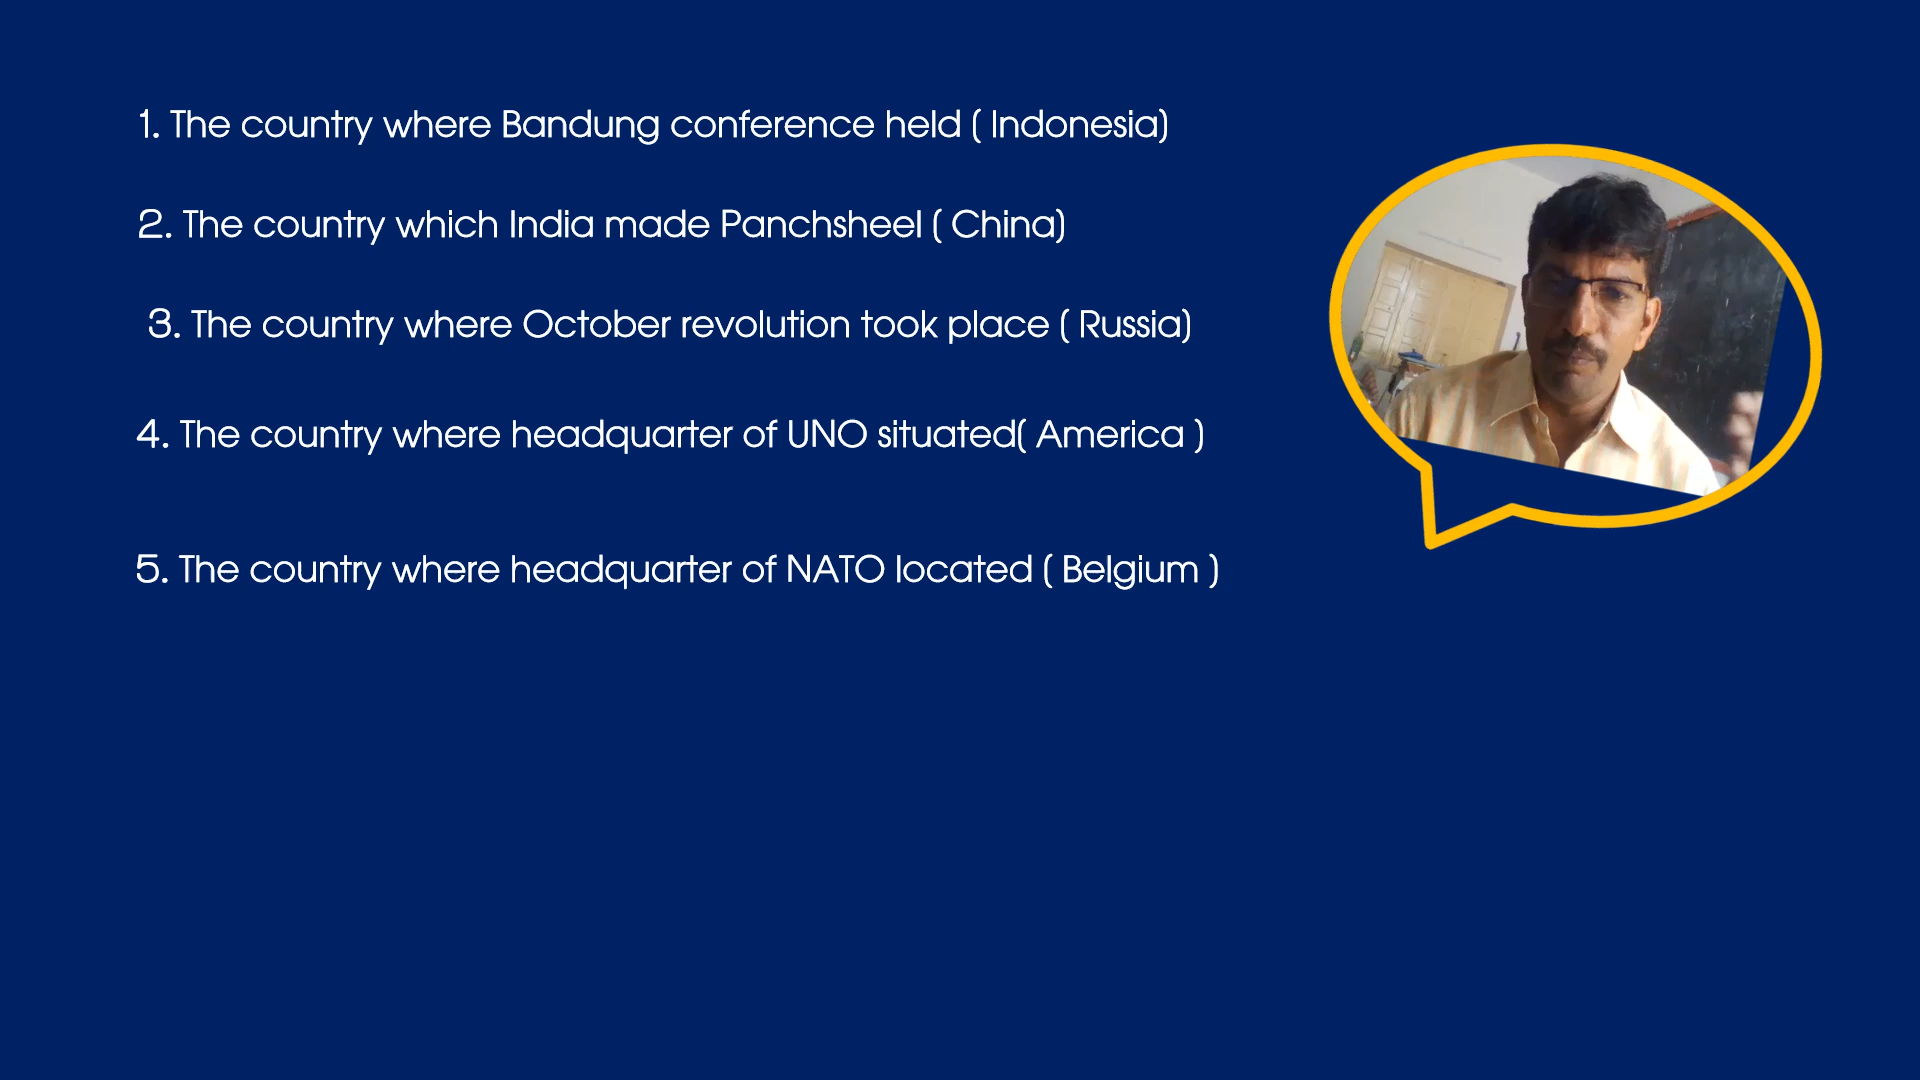 1. The country where Bandung conference held ( Indonesia)
2. The country which India made Panchsheel ( China)
3. The country where October revolution took place ( Russia)
4. The country where headquarter of UNO situated( America )
5. The country where headquarter of NATO located ( Belgium )